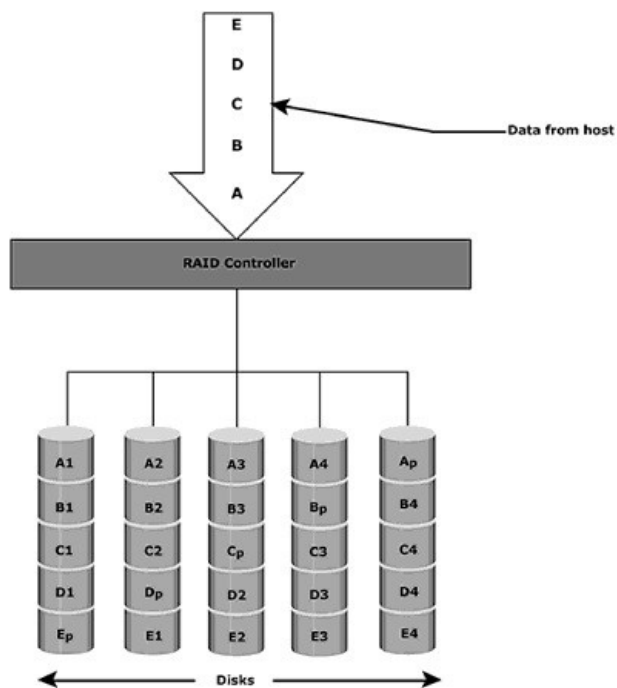 E
D
C
Data from host
B
A
RAID Controller
A1 A2 A3 A4 Ap
B1 B2 B3 Bp B4
C1 C2 Cp C3 C4
D1 Dp D2 D3 D4
Ep E1 E2 E3 E4
Disks